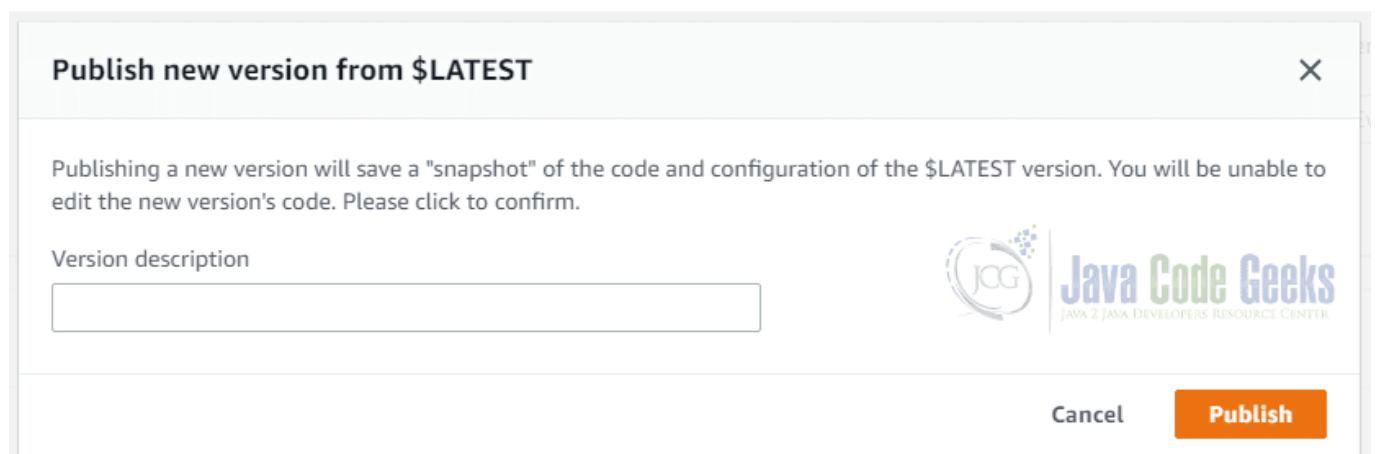 Publish new version from $LATEST
Publishing a new version will save a "snapshot" of the code and configuration of the $LATEST version. You will be unable to
edit the new version's code. Please click to confirm.
Version description
JCG
Java Code Geeks
JAVA 2 JAVA DEVELOPERS RESOURCE CENTER
Cancel
Publish